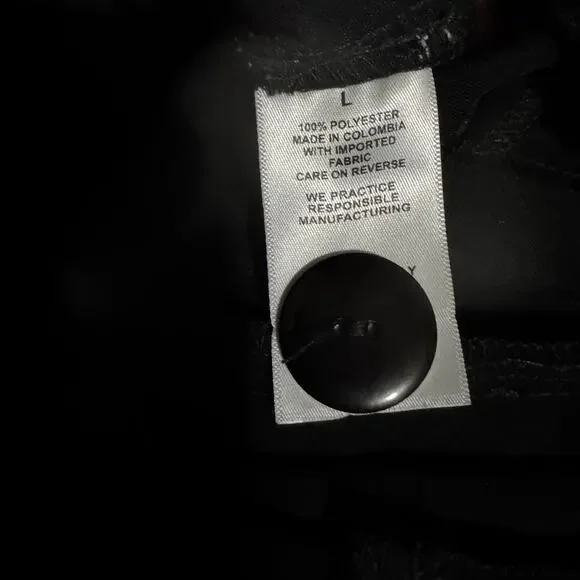 L
100% POLYESTER
MADE IN COLOMBIA
WITH IMPORTED
FABRIC
CARE ON REVERSE
WE PRACTICE
RESPONSIBLE
MANUFACTURING
Y